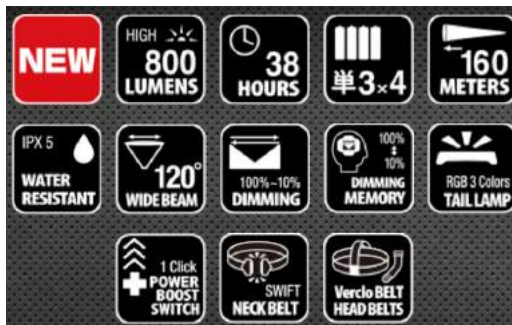 NEW
HIGH
800
LUMENS
38
HOURS
単3×4
160
METERS
IPX 5
WATER
RESISTANT
120°
WIDE BEAM
100%~10%
DIMMING
100%
10%
DIMMING
MEMORY
RGB 3 Colors
TAIL LAMP
1 Click
POWER
BOOST
SWITCH
SWIFT
NECK BELT
Verclo BELT
HEAD BELTS